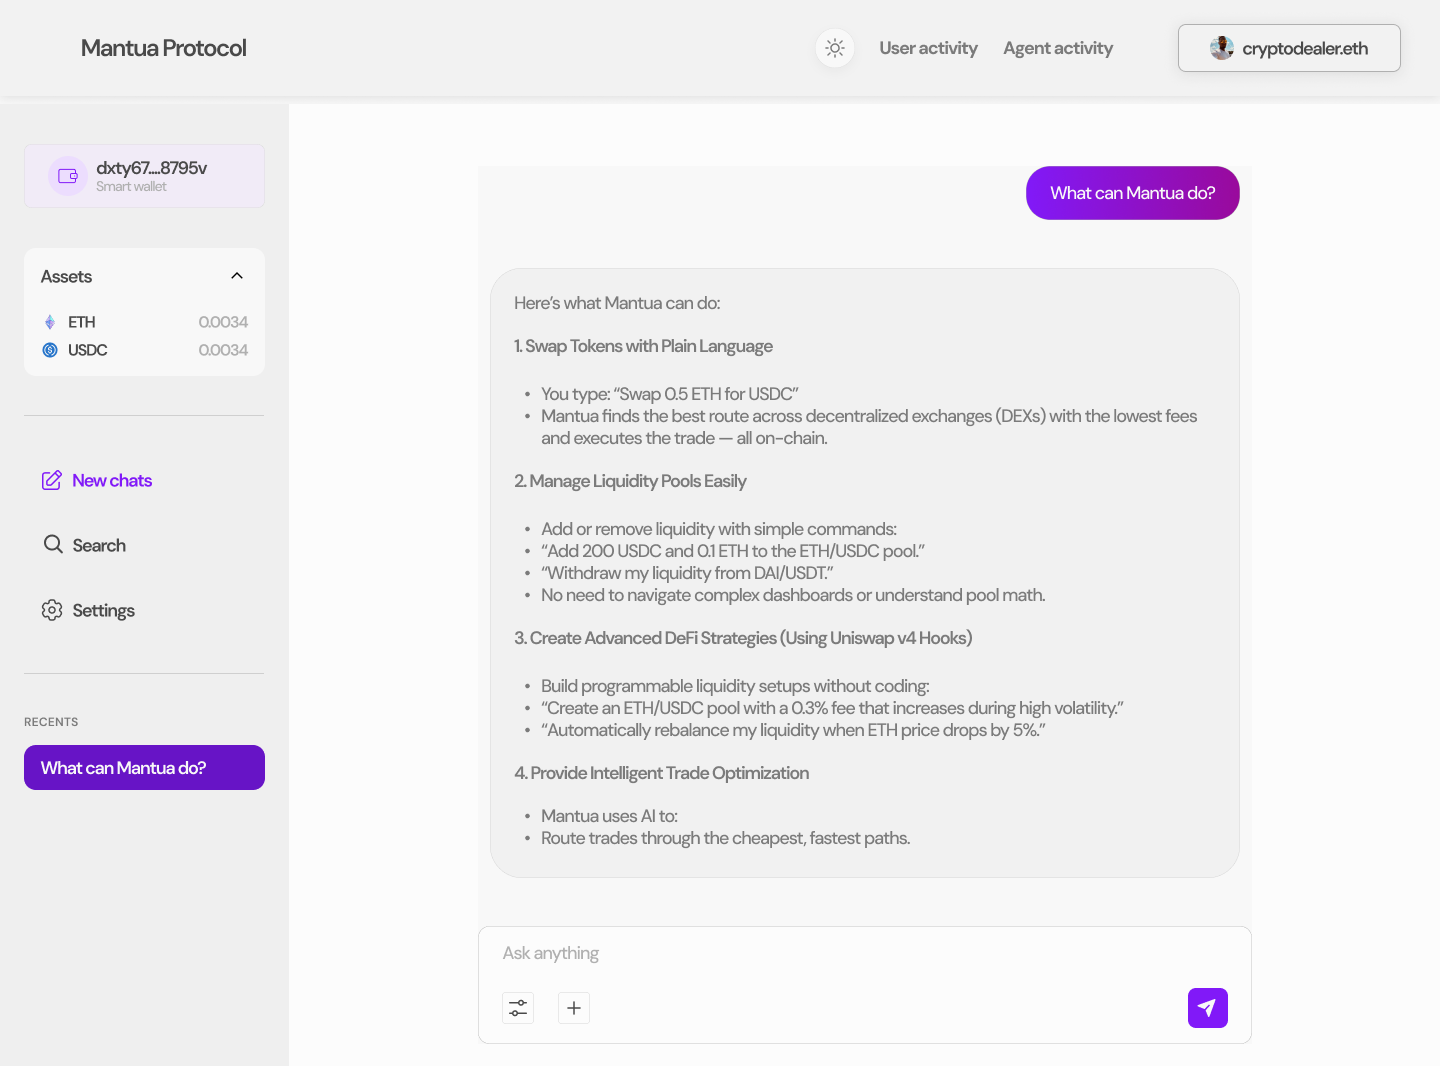 Mantua Protocol
User activity
Agent activity
cryptodealer.eth
dxty67....8795v
Smart wallet
Assets
ETH 0.0034
USDC 0.0034
New chats
Search
Settings
RECENTS
What can Mantua do?
What can Mantua do?
Here’s what Mantua can do:
1. Swap Tokens with Plain Language
• You type: “Swap 0.5 ETH for USDC”
• Mantua finds the best route across decentralized exchanges (DEXs) with the lowest fees
and executes the trade — all on-chain.
2. Manage Liquidity Pools Easily
• Add or remove liquidity with simple commands:
• “Add 200 USDC and 0.1 ETH to the ETH/USDC pool.”
• “Withdraw my liquidity from DAI/USDT.”
• No need to navigate complex dashboards or understand pool math.
3. Create Advanced DeFi Strategies (Using Uniswap v4 Hooks)
• Build programmable liquidity setups without coding:
• “Create an ETH/USDC pool with a 0.3% fee that increases during high volatility.”
• “Automatically rebalance my liquidity when ETH price drops by 5%.”
4. Provide Intelligent Trade Optimization
• Mantua uses AI to:
• Route trades through the cheapest, fastest paths.
Ask anything